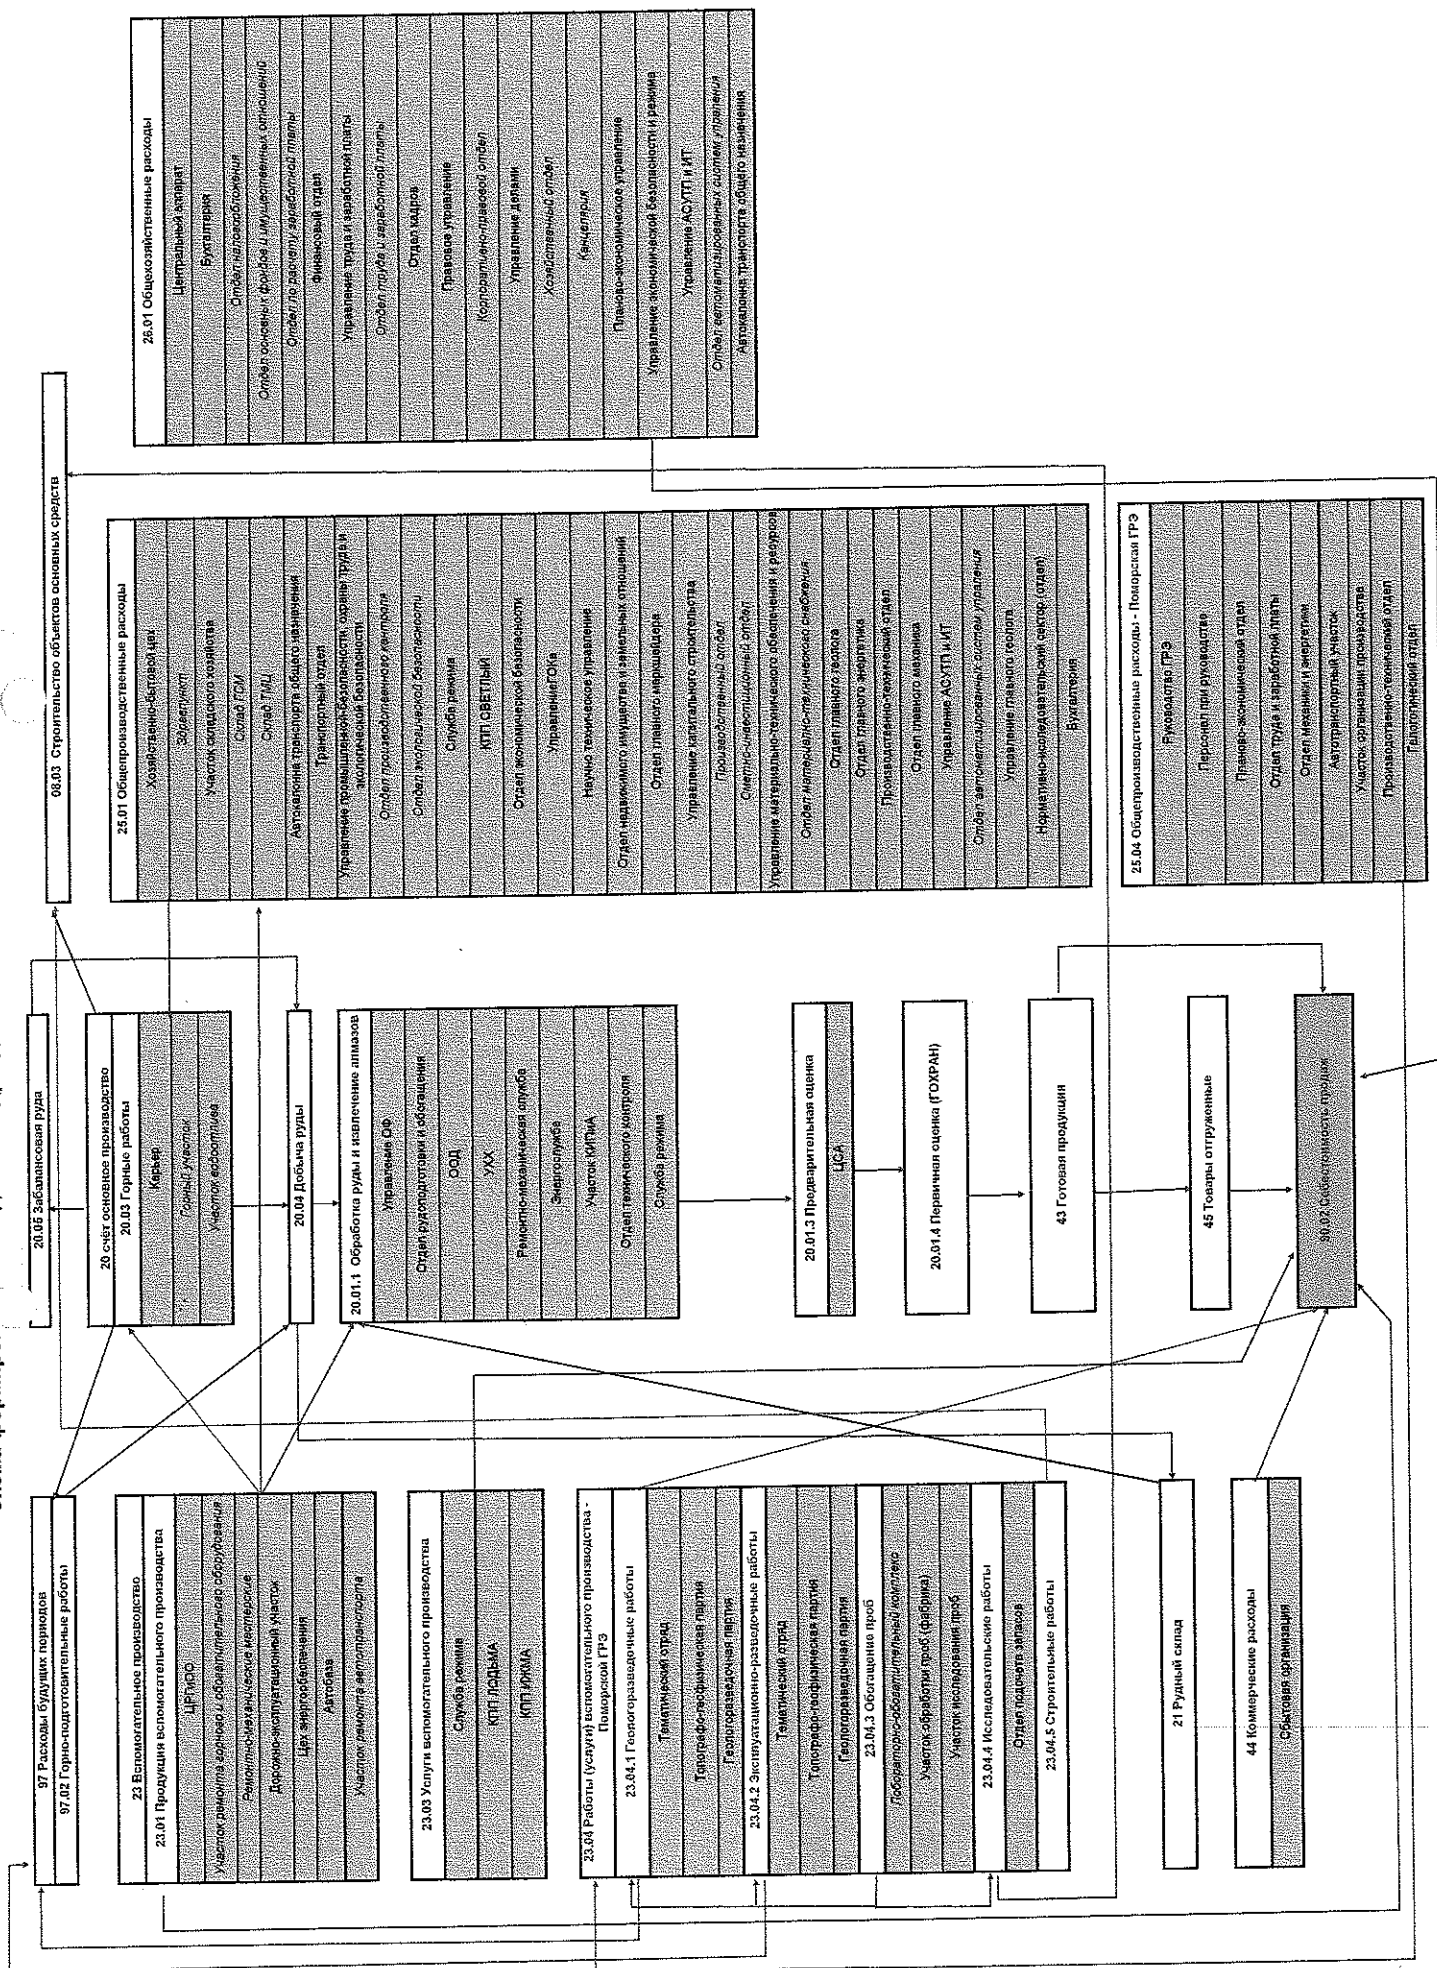 97 Расходы будущих периодов
97.02 Горно-подготовительные работы
23 Вспомогательное производство
23.01 Продукция вспомогательного производства
ЦРГиОО
Участок ремонта горного и обогатительного оборудования
Ремонтно-механические мастерские
Дорожно-эксплуатационный участок
Цех энергообеспечения
Автобаза
Участок ремонта автотранспорта
23.03 Услуги вспомогательного производства
Служба режима
КПП ЛОДЬМА
КПП ИЖМА
23.04 Работы (услуги) вспомогательного производства -
Поморской ГРЭ
23.04.1 Геологоразведочные работы
Тематический отряд
Топографо-геофизическая партия
Геологоразведочная партия
23.04.2 Эксплуатационно-разведочные работы
Тематический отряд
Топографо-геофизическая партия
Геологоразведочная партия
23.04.3 Обогащение проб
Лабораторно-обогатительный комплекс
Участок обработки проб (фабрика)
Участок исследования проб
23.04.4 Исследовательские работы
Отдел подсчета запасов
23.04.5 Строительные работы
21 Рудный склад
44 Коммерческие расходы
Сбытовая организация
20.05 Забалансовая руда
20 счёт основное производство
20.03 Горные работы
Карьер
Горный участок
Участок водоотлива
20.04 Добыча руды
20.01.1 Обработка руды и извлечение алмазов
Управление ОФ
Отдел рудоподготовки и обогащения
ООД
УХХ
Ремонтно-механическая служба
Энергослужба
Участок КИПиА
Отдел технического контроля
Служба режима
20.01.3 Предварительная оценка
ЦСА
20.01.4 Первичная оценка (ГОХРАН)
43 Готовая продукция
45 Товары отгруженные
90.02 Себестоимость продаж
08.03 Строительство объектов основных средств
25.01 Общепроизводственные расходы
Хозяйственно-бытовой цех
Здравпункт
Участок складского хозяйства
Склад ГСМ
Склад ТМЦ
Автоколонна транспорта общего назначения
Транспортный отдел
Управление промышленной безопасности, охраны труда и
экологической безопасности
Отдел производственного контроля
Отдел экологической безопасности
Служба режима
КПП СВЕТЛЫЙ
Отдел экономической безопасности
Управление ГОКа
Научно техническое управление
Отдел недвижимого имущества и земельных отношений
Отдел главного маркшейдера
Управление капитального строительства
Производственный отдел
Сметно-инвестиционный отдел
Управление материально-технического обеспечения и ресурсов
Отдел материально-технического снабжения
Отдел главного геолога
Отдел главного энергетика
Производственно-технический отдел
Отдел главного механика
Управление АСУТП и ИТ
Отдел автоматизированных систем управления
Управление главного геолога
Нормативно-исследовательский сектор (отдел)
Бухгалтерия
25.04 Общепроизводственные расходы - Поморская ГРЭ
Руководство ГРЭ
Персонал при руководстве
Планово-экономический отдел
Отдел труда и заработной платы
Отдел механики и энергетики
Автотранспортный участок
Участок организации производства
Производственно-технический отдел
Геологический отдел
26.01 Общехозяйственные расходы
Центральный аппарат
Бухгалтерия
Отдел налогообложения
Отдел основных фондов и имущественных отношений
Отдел по расчету заработной платы
Финансовый отдел
Управление труда и заработной платы
Отдел труда и заработной платы
Отдел кадров
Правовое управление
Корпоративно-правовой отдел
Управление делами
Хозяйственный отдел
Канцелярия
Планово-экономическое управление
Управление экономической безопасности и режима
Управление АСУТП и ИТ
Отдел автоматизированных систем управления
Автоколонна транспорта общего назначения